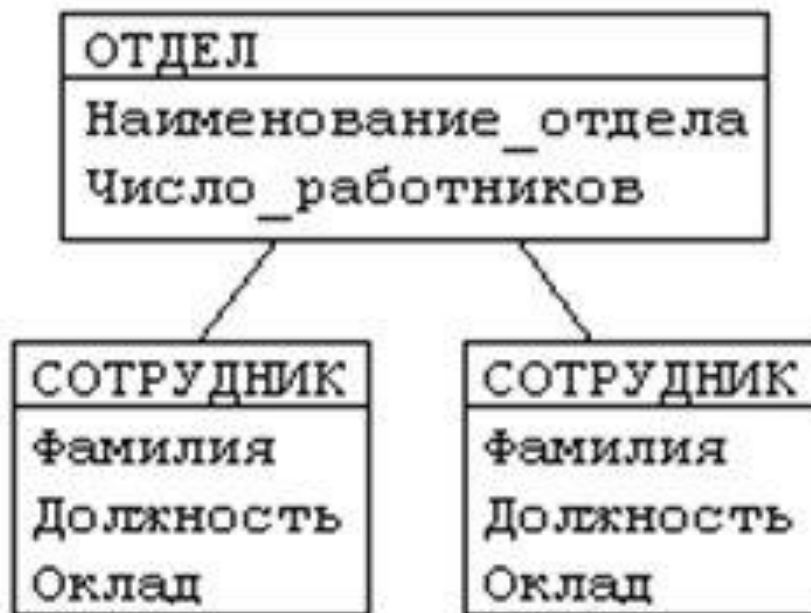 ОТДЕЛ
Наименование_отдела
Число_работников
СОТРУДНИК
Фамилия
Должность
Оклад
СОТРУДНИК
Фамилия
Должность
Оклад